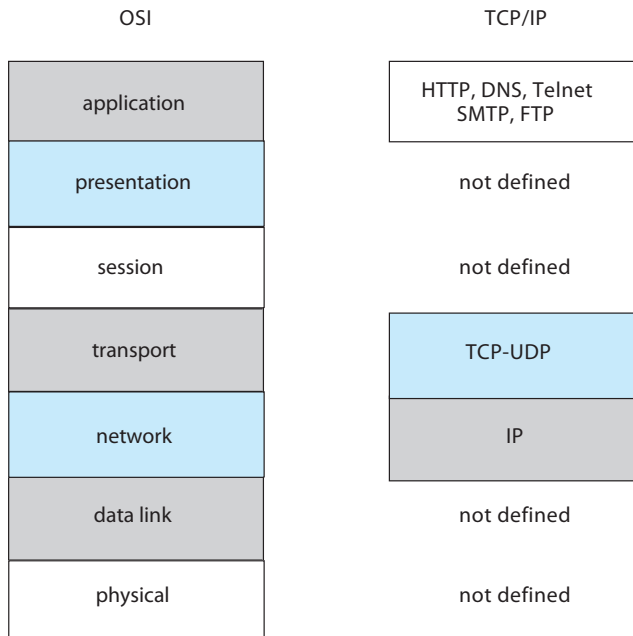 OSI
TCP/IP
application
HTTP, DNS, Telnet
SMTP, FTP
presentation
not defined
session
not defined
transport
TCP-UDP
network
IP
data link
not defined
physical
not defined